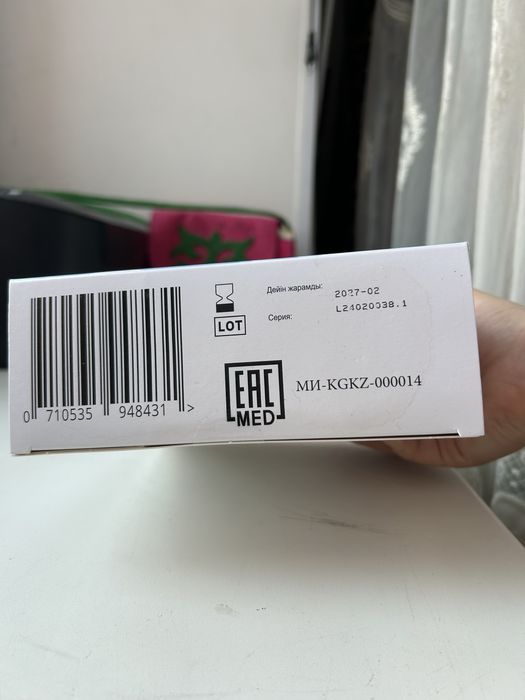 Дейін жарамды: 2027-02
Серия: L24020038.1
LOT
EAC
MED
МИ-KGKZ-000014
0 710535 948431 >